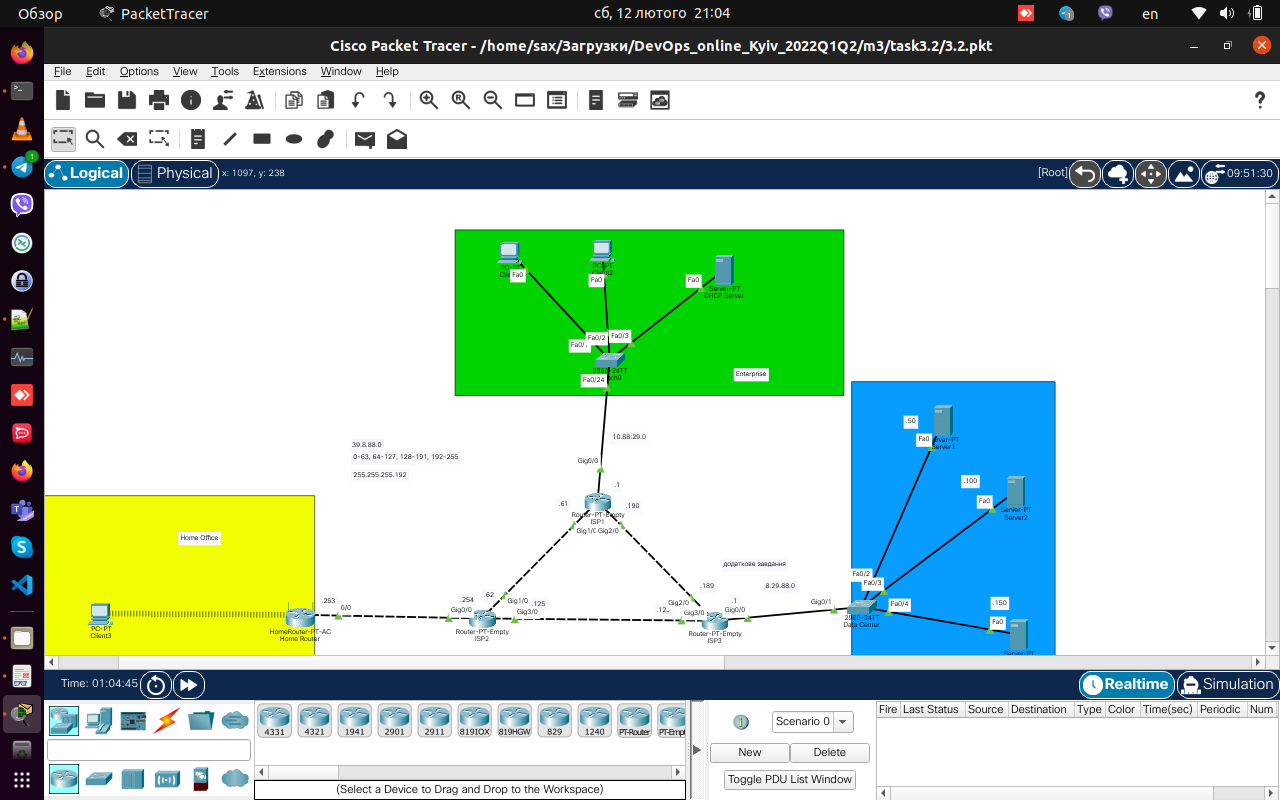 Обзор
PacketTracer
сб, 12 лютого 21:04
en
Cisco Packet Tracer - /home/sax/Загрузки/DevOps_online_Kyiv_2022Q1Q2/m3/task3.2/3.2.pkt
File Edit Options View Tools Extensions Window Help
Logical
Physical
x: 1097, y: 238
[Root]
09:51:30
PC-PT
Fa0
PC-PT
Client2
Fa0
Fa0
Server-PT
DHCP Server
Fa0/2
Fa0/3
2960-24TT
Fa0/24
Enterprise
10.88.29.0
39.8.88.0
0-63, 64-127, 128-191, 192-255
255.255.255.192
Gig0/0
.1
.61
.190
Router-PT-Empty
ISP1
Gig2/0
.50
Fa0
Server1
.100
Fa0
Server-PT
Server2
Home Office
додаткове завдання
.189
8.29.88.0
.1
Fa0/2
Fa0/3
.253
0/0
.254
.62
Gig0/0
Gig1/0
Gig3/0
.125
Gig2/0
Gig3/0
Gig0/0
Gig0/1
Fa0/4
.150
Fa0
PC-PT
Client3
HomeRouter-PT-AC
Home Router
Router-PT-Empty
ISP2
Router-PT-Empty
ISP3
2960-24TT
Data Center
Server-PT
Time: 01:04:45
Realtime
Simulation
4331
4321
1941
2901
2911
819IOX
819HGW
829
1240
PT-Router
(Select a Device to Drag and Drop to the Workspace)
Scenario 0
New
Delete
Toggle PDU List Window
Fire Last Status Source Destination Type Color Time(sec) Periodic Num